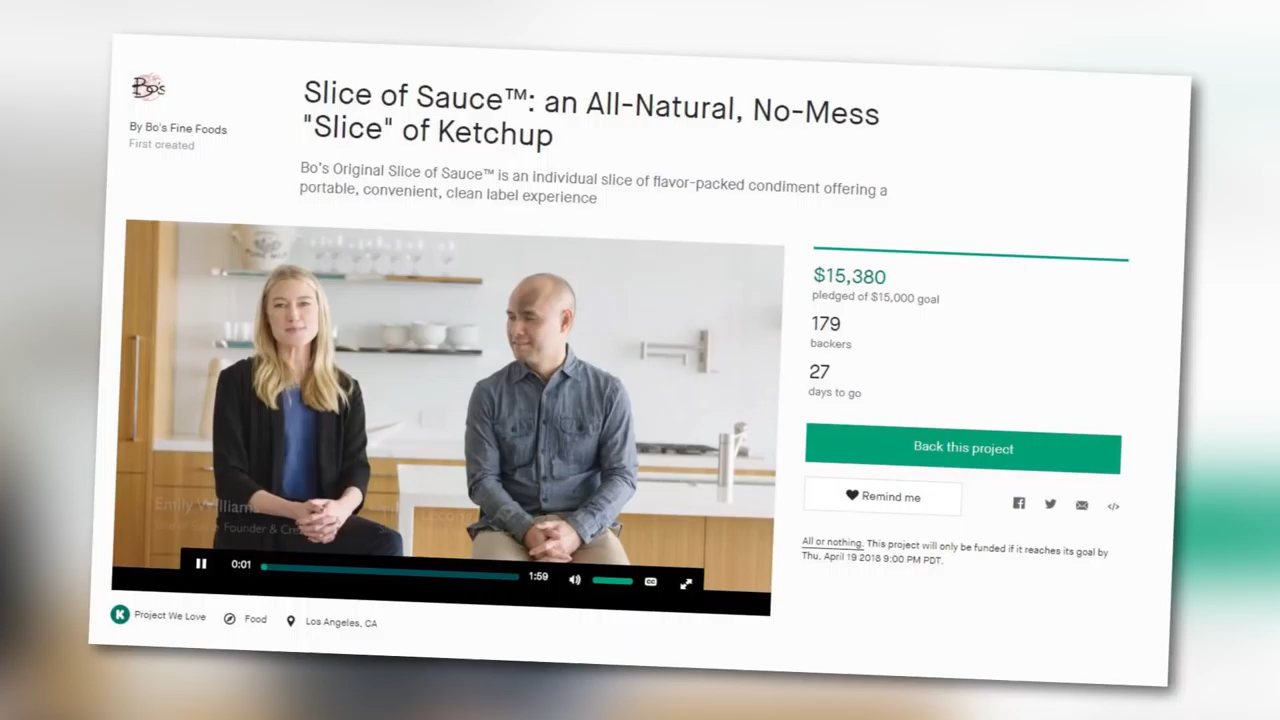 Bo's
By Bo's Fine Foods
First created
Slice of Sauce™: an All-Natural, No-Mess
"Slice" of Ketchup
Bo's Original Slice of Sauce™ is an individual slice of flavor-packed condiment offering a
portable, convenient, clean label experience
$15,380
pledged of $15,000 goal
179
backers
27
days to go
Back this project
Remind me
All or nothing. This project will only be funded if it reaches its goal by
Thu, April 19 2018 9:00 PM PDT.
Emily Williams
Founder &
0:01
1:59
CC
K Project We Love
Food
Los Angeles, CA